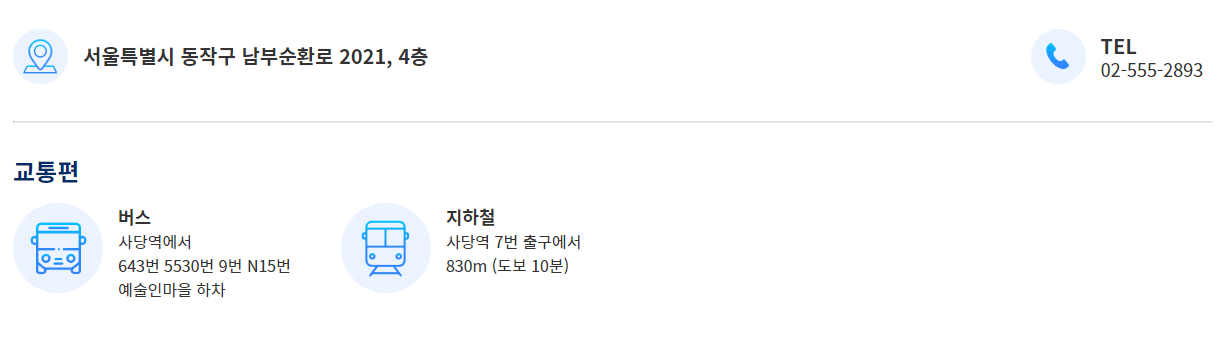 서울특별시 동작구 남부순환로 2021, 4층
TEL
02-555-2893
교통편
버스
사당역에서
643번 5530번 9번 N15번
예술인마을 하차
지하철
사당역 7번 출구에서
830m (도보 10분)